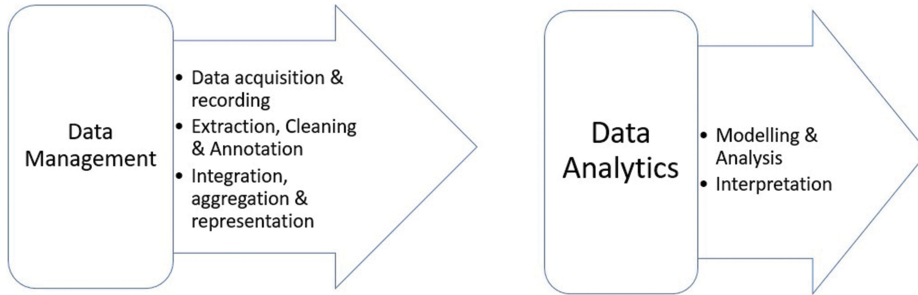 Data
Management
• Data acquisition &
recording
• Extraction, Cleaning
& Annotation
• Integration,
aggregation &
representation
Data
Analytics
• Modelling &
Analysis
• Interpretation